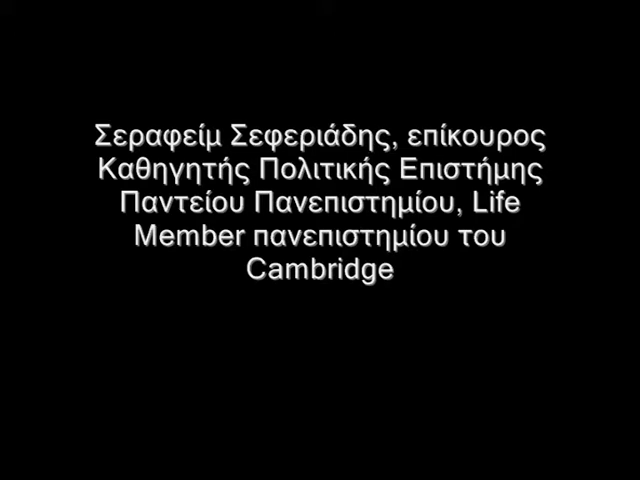 Σεραφείμ Σεφεριάδης, επίκουρος
Καθηγητής Πολιτικής Επιστήμης
Παντείου Πανεπιστημίου, Life
Member πανεπιστημίου του
Cambridge